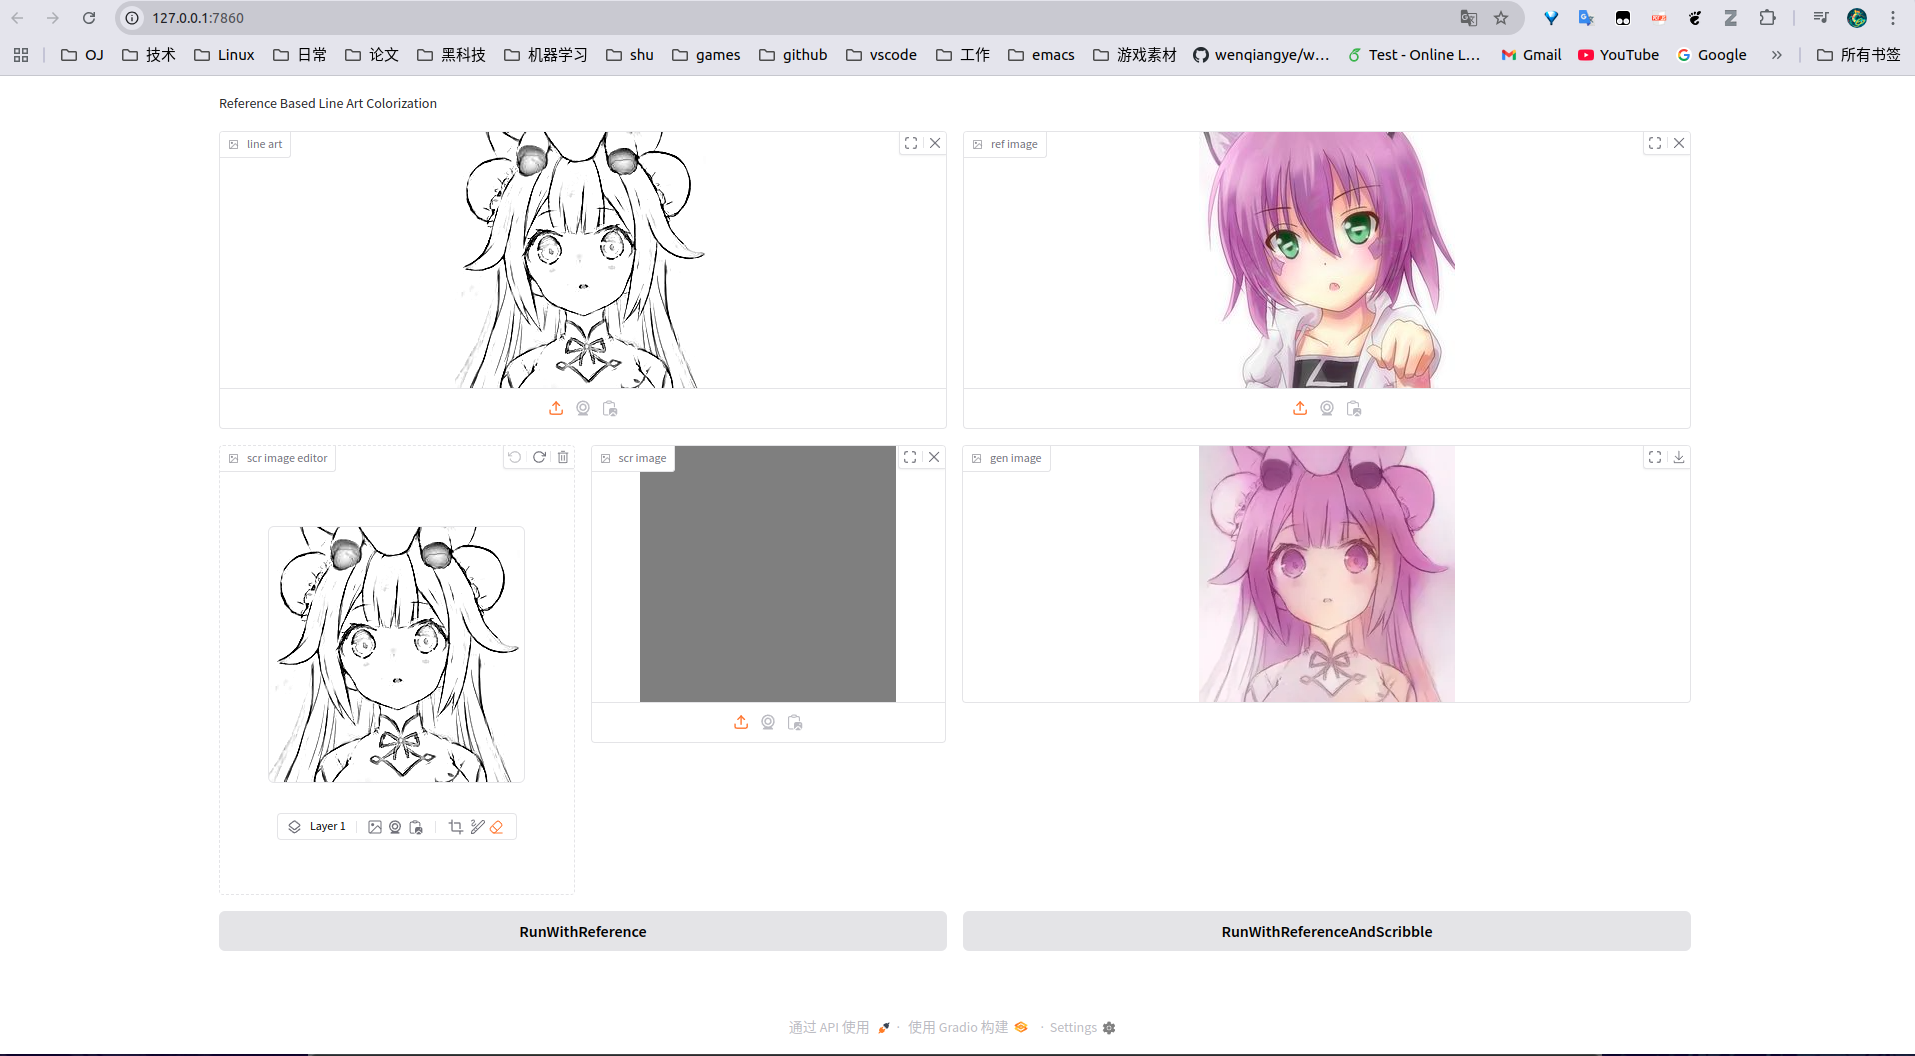 127.0.0.1:7860
OJ 技术 Linux 日常 论文 黑科技 机器学习 shu games github vscode 工作 emacs 游戏素材 wenqiangye/w... Test - Online L... Gmail YouTube Google » 所有书签
Reference Based Line Art Colorization
line art
ref image
scr image editor
scr image
gen image
Layer 1
RunWithReference
RunWithReferenceAndScribble
通过 API 使用 · 使用 Gradio 构建 · Settings